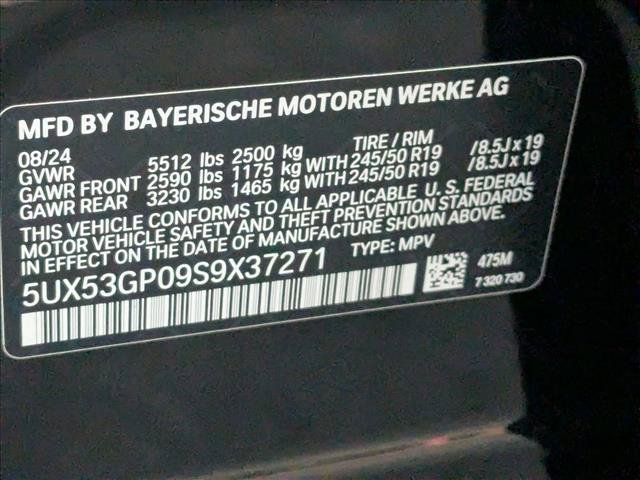 MFD BY BAYERISCHE MOTOREN WERKE AG
08/24 TIRE / RIM
GVWR 5512 lbs 2500 kg
GAWR FRONT 2590 lbs 1175 kg WITH 245/50 R19 /8.5J x 19
GAWR REAR 3230 lbs 1465 kg WITH 245/50 R19 /8.5J x 19
THIS VEHICLE CONFORMS TO ALL APPLICABLE U. S. FEDERAL
MOTOR VEHICLE SAFETY AND THEFT PREVENTION STANDARDS
IN EFFECT ON THE DATE OF MANUFACTURE SHOWN ABOVE.
5UX53GP09S9X37271 TYPE: MPV 475M
7 320 730